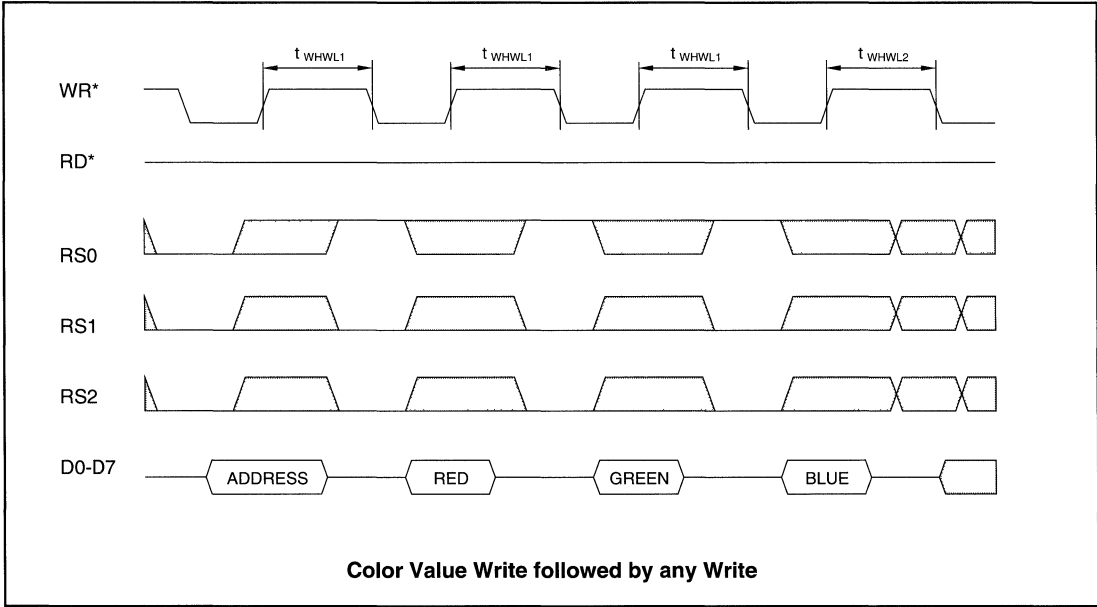 t WHWL1 t WHWL1 t WHWL1 t WHWL2
WR*
RD*
RS0
RS1
RS2
D0-D7 ADDRESS RED GREEN BLUE
Color Value Write followed by any Write